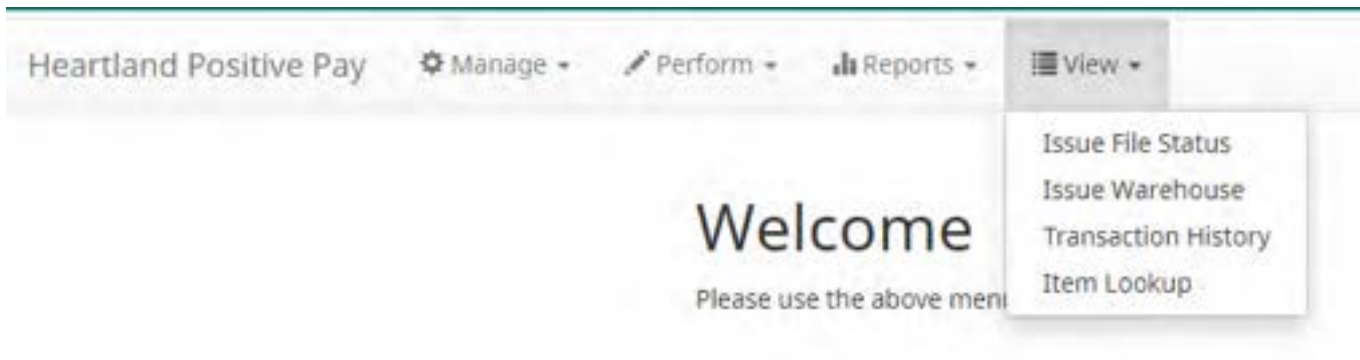 Heartland Positive Pay Manage Perform Reports View
Issue File Status
Issue Warehouse
Transaction History
Item Lookup
Welcome
Please use the above